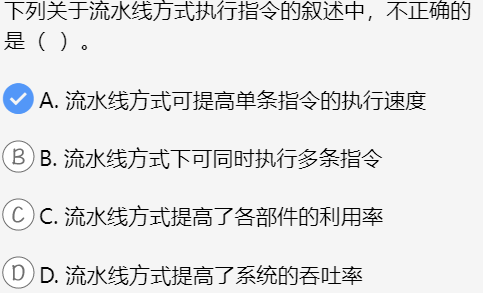 下列关于流水线方式执行指令的叙述中，不正确的
是（ ）。
A. 流水线方式可提高单条指令的执行速度
B B. 流水线方式下可同时执行多条指令
C C. 流水线方式提高了各部件的利用率
D D. 流水线方式提高了系统的吞吐率